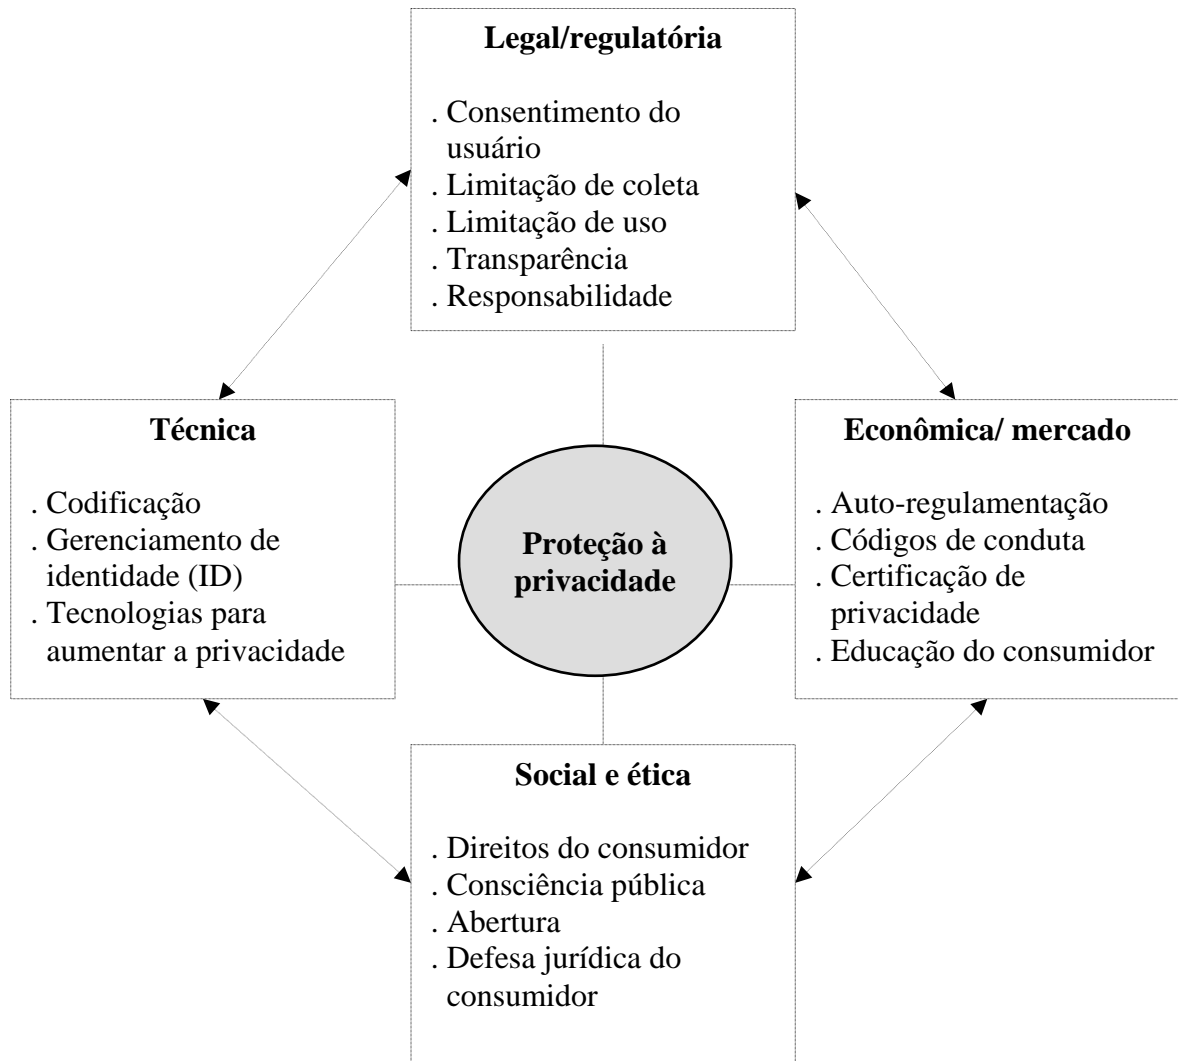 Legal/regulatória
. Consentimento do
usuário
. Limitação de coleta
. Limitação de uso
. Transparência
. Responsabilidade
Técnica
. Codificação
. Gerenciamento de
identidade (ID)
. Tecnologias para
aumentar a privacidade
Proteção à
privacidade
Econômica/ mercado
. Auto-regulamentação
. Códigos de conduta
. Certificação de
privacidade
. Educação do consumidor
Social e ética
. Direitos do consumidor
. Consciência pública
. Abertura
. Defesa jurídica do
consumidor